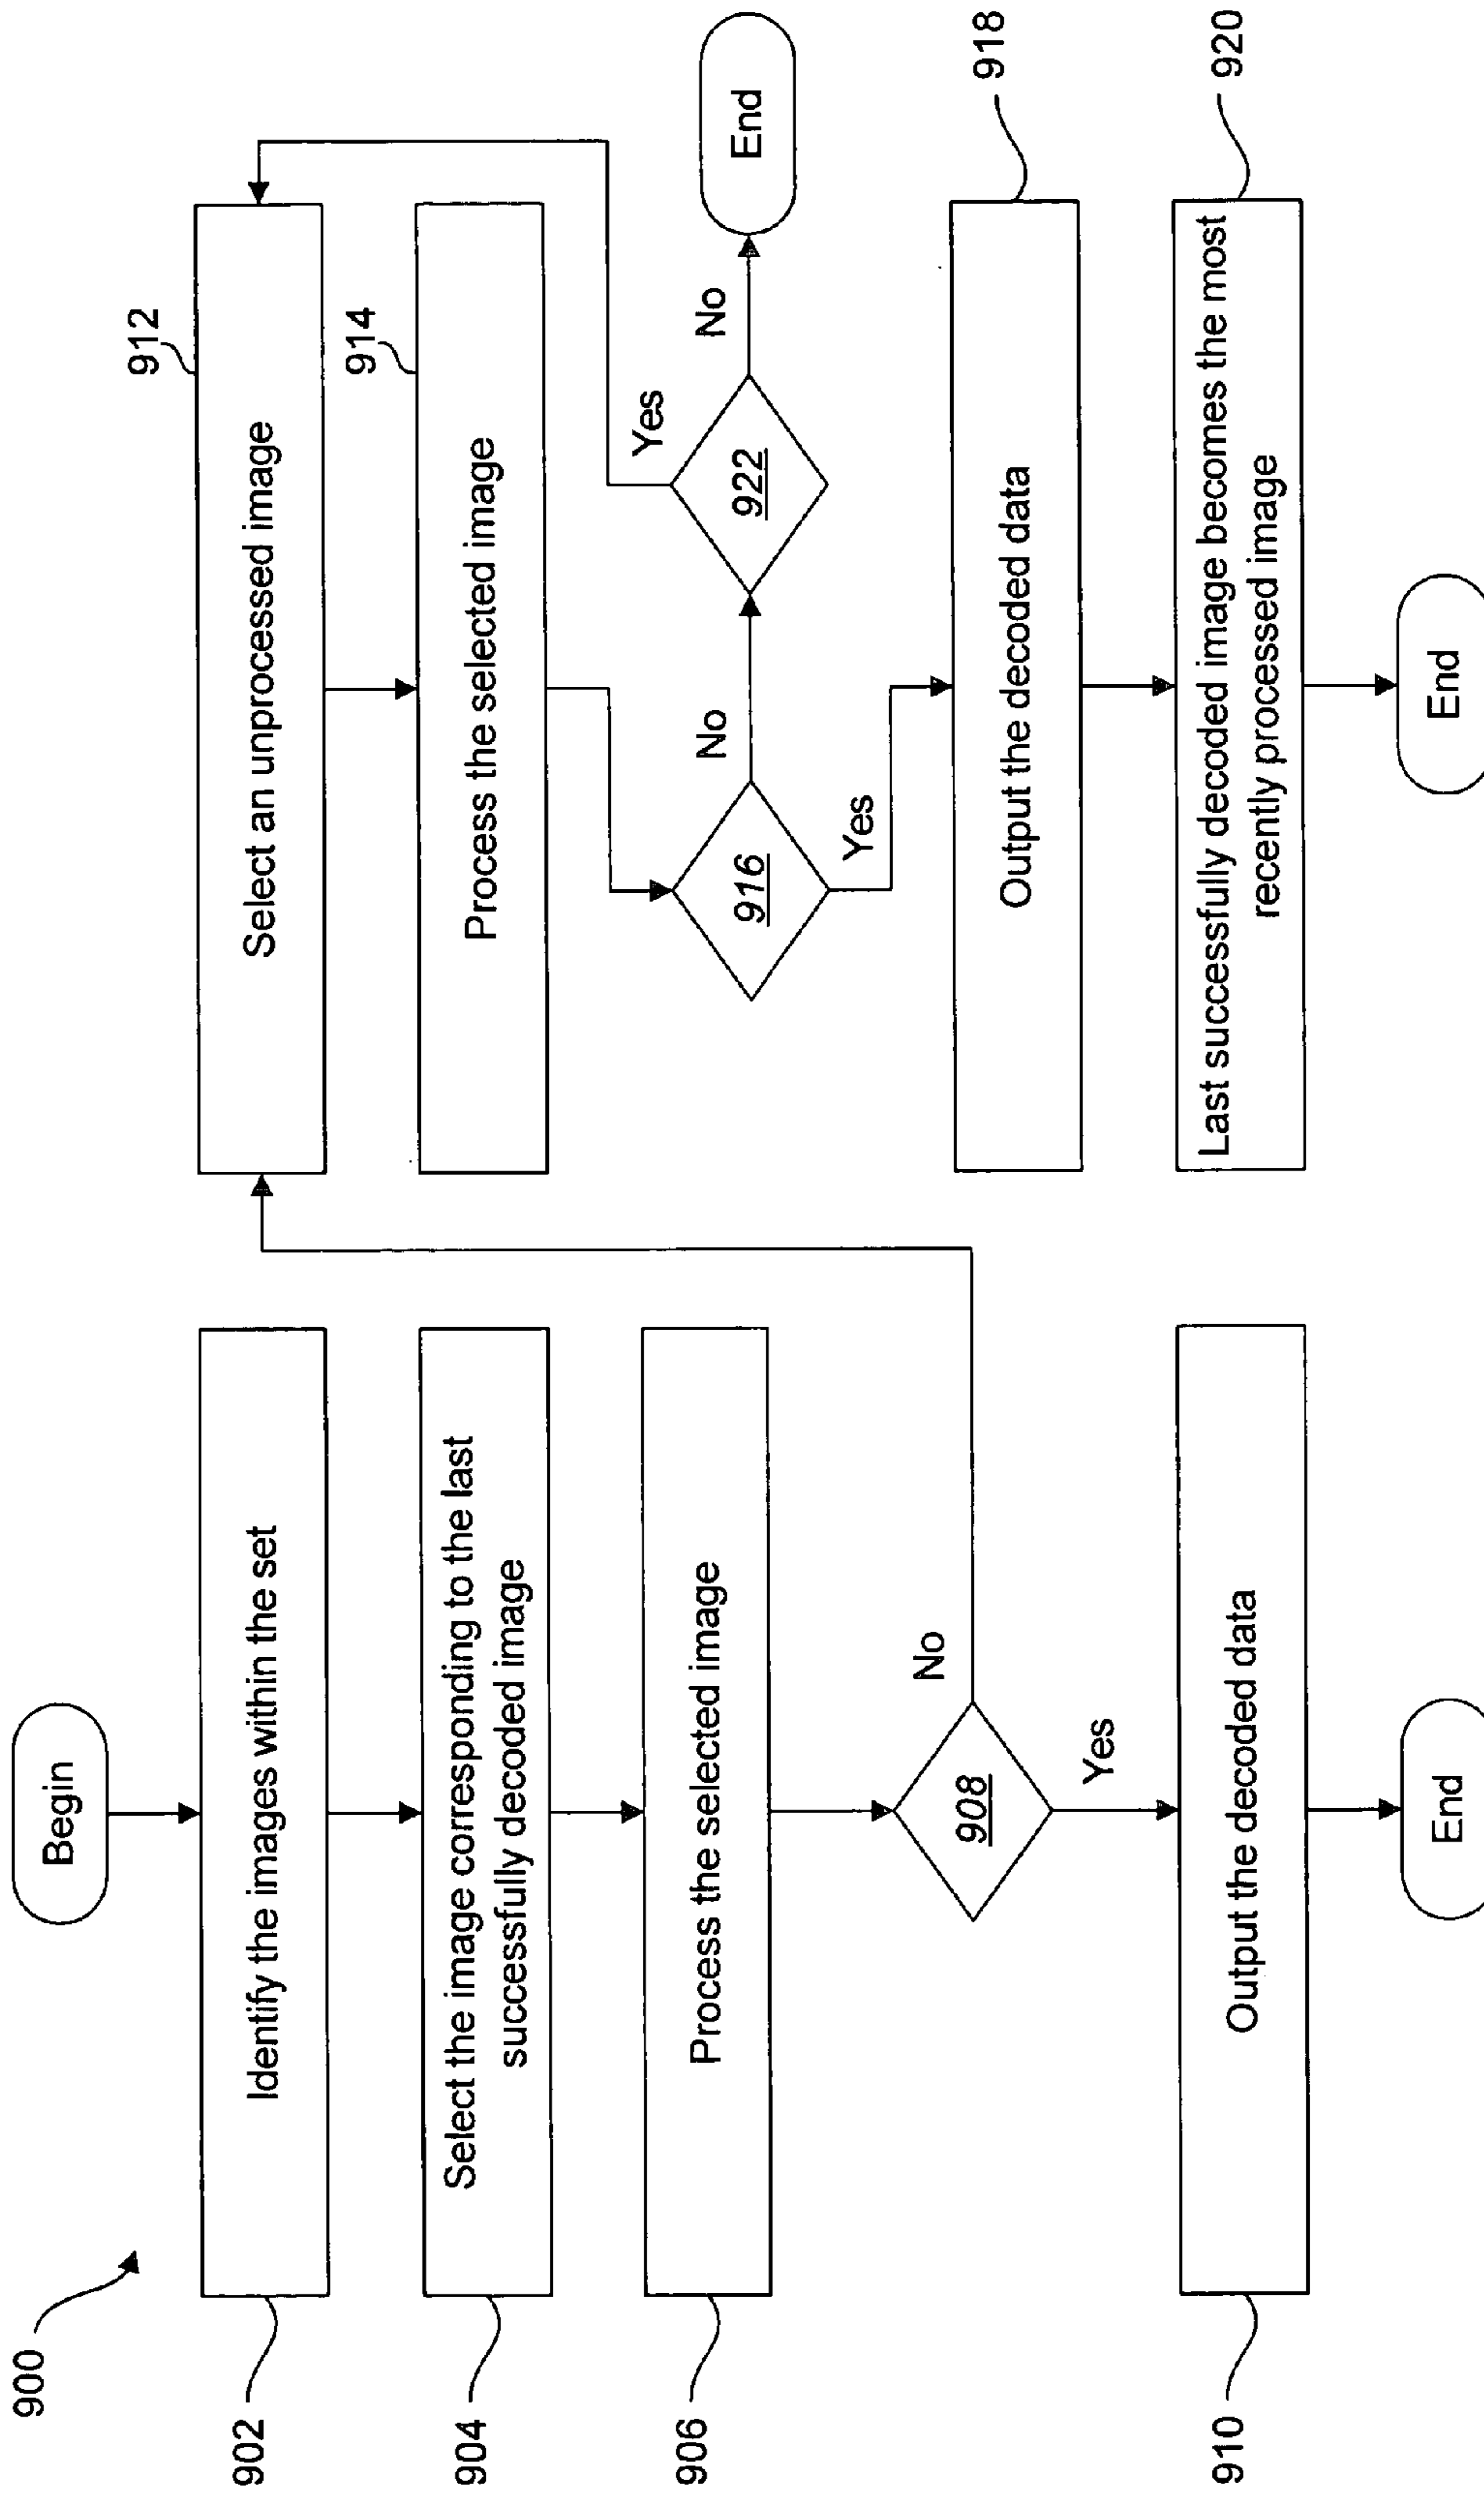 900
Begin
902
Identify the images within the set
904
Select the image corresponding to the last
successfully decoded image
906
Process the selected image
908
No
Yes
910
Output the decoded data
End
912
Select an unprocessed image
914
Process the selected image
916
No
Yes
922
Yes
No
End
918
Output the decoded data
920
Last successfully decoded image becomes the most
recently processed image
End